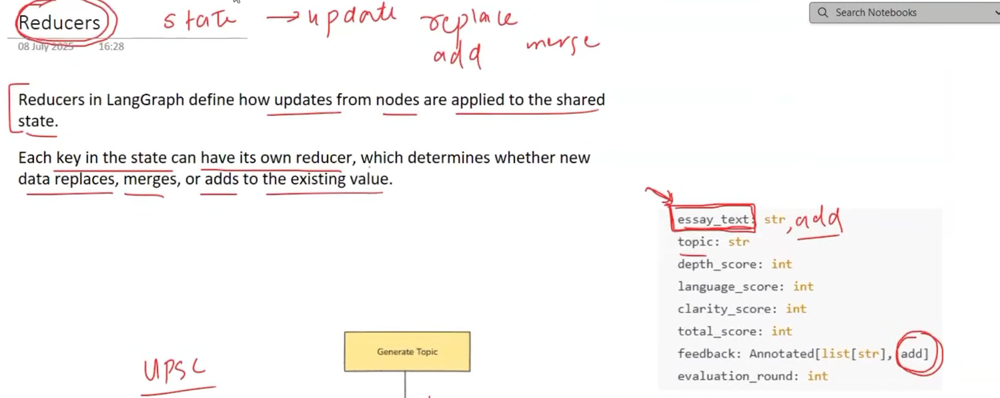 Reducers
state → update replace
add merge
08 July 2025 16:28
Search Notebooks
Reducers in LangGraph define how updates from nodes are applied to the shared
state.
Each key in the state can have its own reducer, which determines whether new
data replaces, merges, or adds to the existing value.
essay_text: str, add
topic: str
depth_score: int
language_score: int
clarity_score: int
total_score: int
feedback: Annotated[list[str], add]
evaluation_round: int
Generate Topic
UPSC